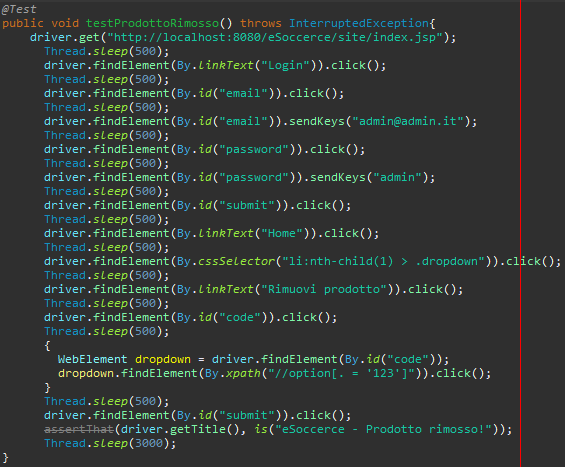 @Test
public void testProdottoRimosso() throws InterruptedException{
driver.get("http://localhost:8080/eSoccerce/site/index.jsp");
Thread.sleep(500);
driver.findElement(By.linkText("Login")).click();
Thread.sleep(500);
driver.findElement(By.id("email")).click();
Thread.sleep(500);
driver.findElement(By.id("email")).sendKeys("admin@admin.it");
Thread.sleep(500);
driver.findElement(By.id("password")).click();
Thread.sleep(500);
driver.findElement(By.id("password")).sendKeys("admin");
Thread.sleep(500);
driver.findElement(By.id("submit")).click();
Thread.sleep(500);
driver.findElement(By.linkText("Home")).click();
Thread.sleep(500);
driver.findElement(By.cssSelector("li:nth-child(1) > .dropdown")).click();
Thread.sleep(500);
driver.findElement(By.linkText("Rimuovi prodotto")).click();
Thread.sleep(500);
driver.findElement(By.id("code")).click();
Thread.sleep(500);
{
WebElement dropdown = driver.findElement(By.id("code"));
dropdown.findElement(By.xpath("//option[. = '123']")).click();
}
Thread.sleep(500);
driver.findElement(By.id("submit")).click();
assertThat(driver.getTitle(), is("eSoccerce - Prodotto rimosso!"));
Thread.sleep(3000);
}